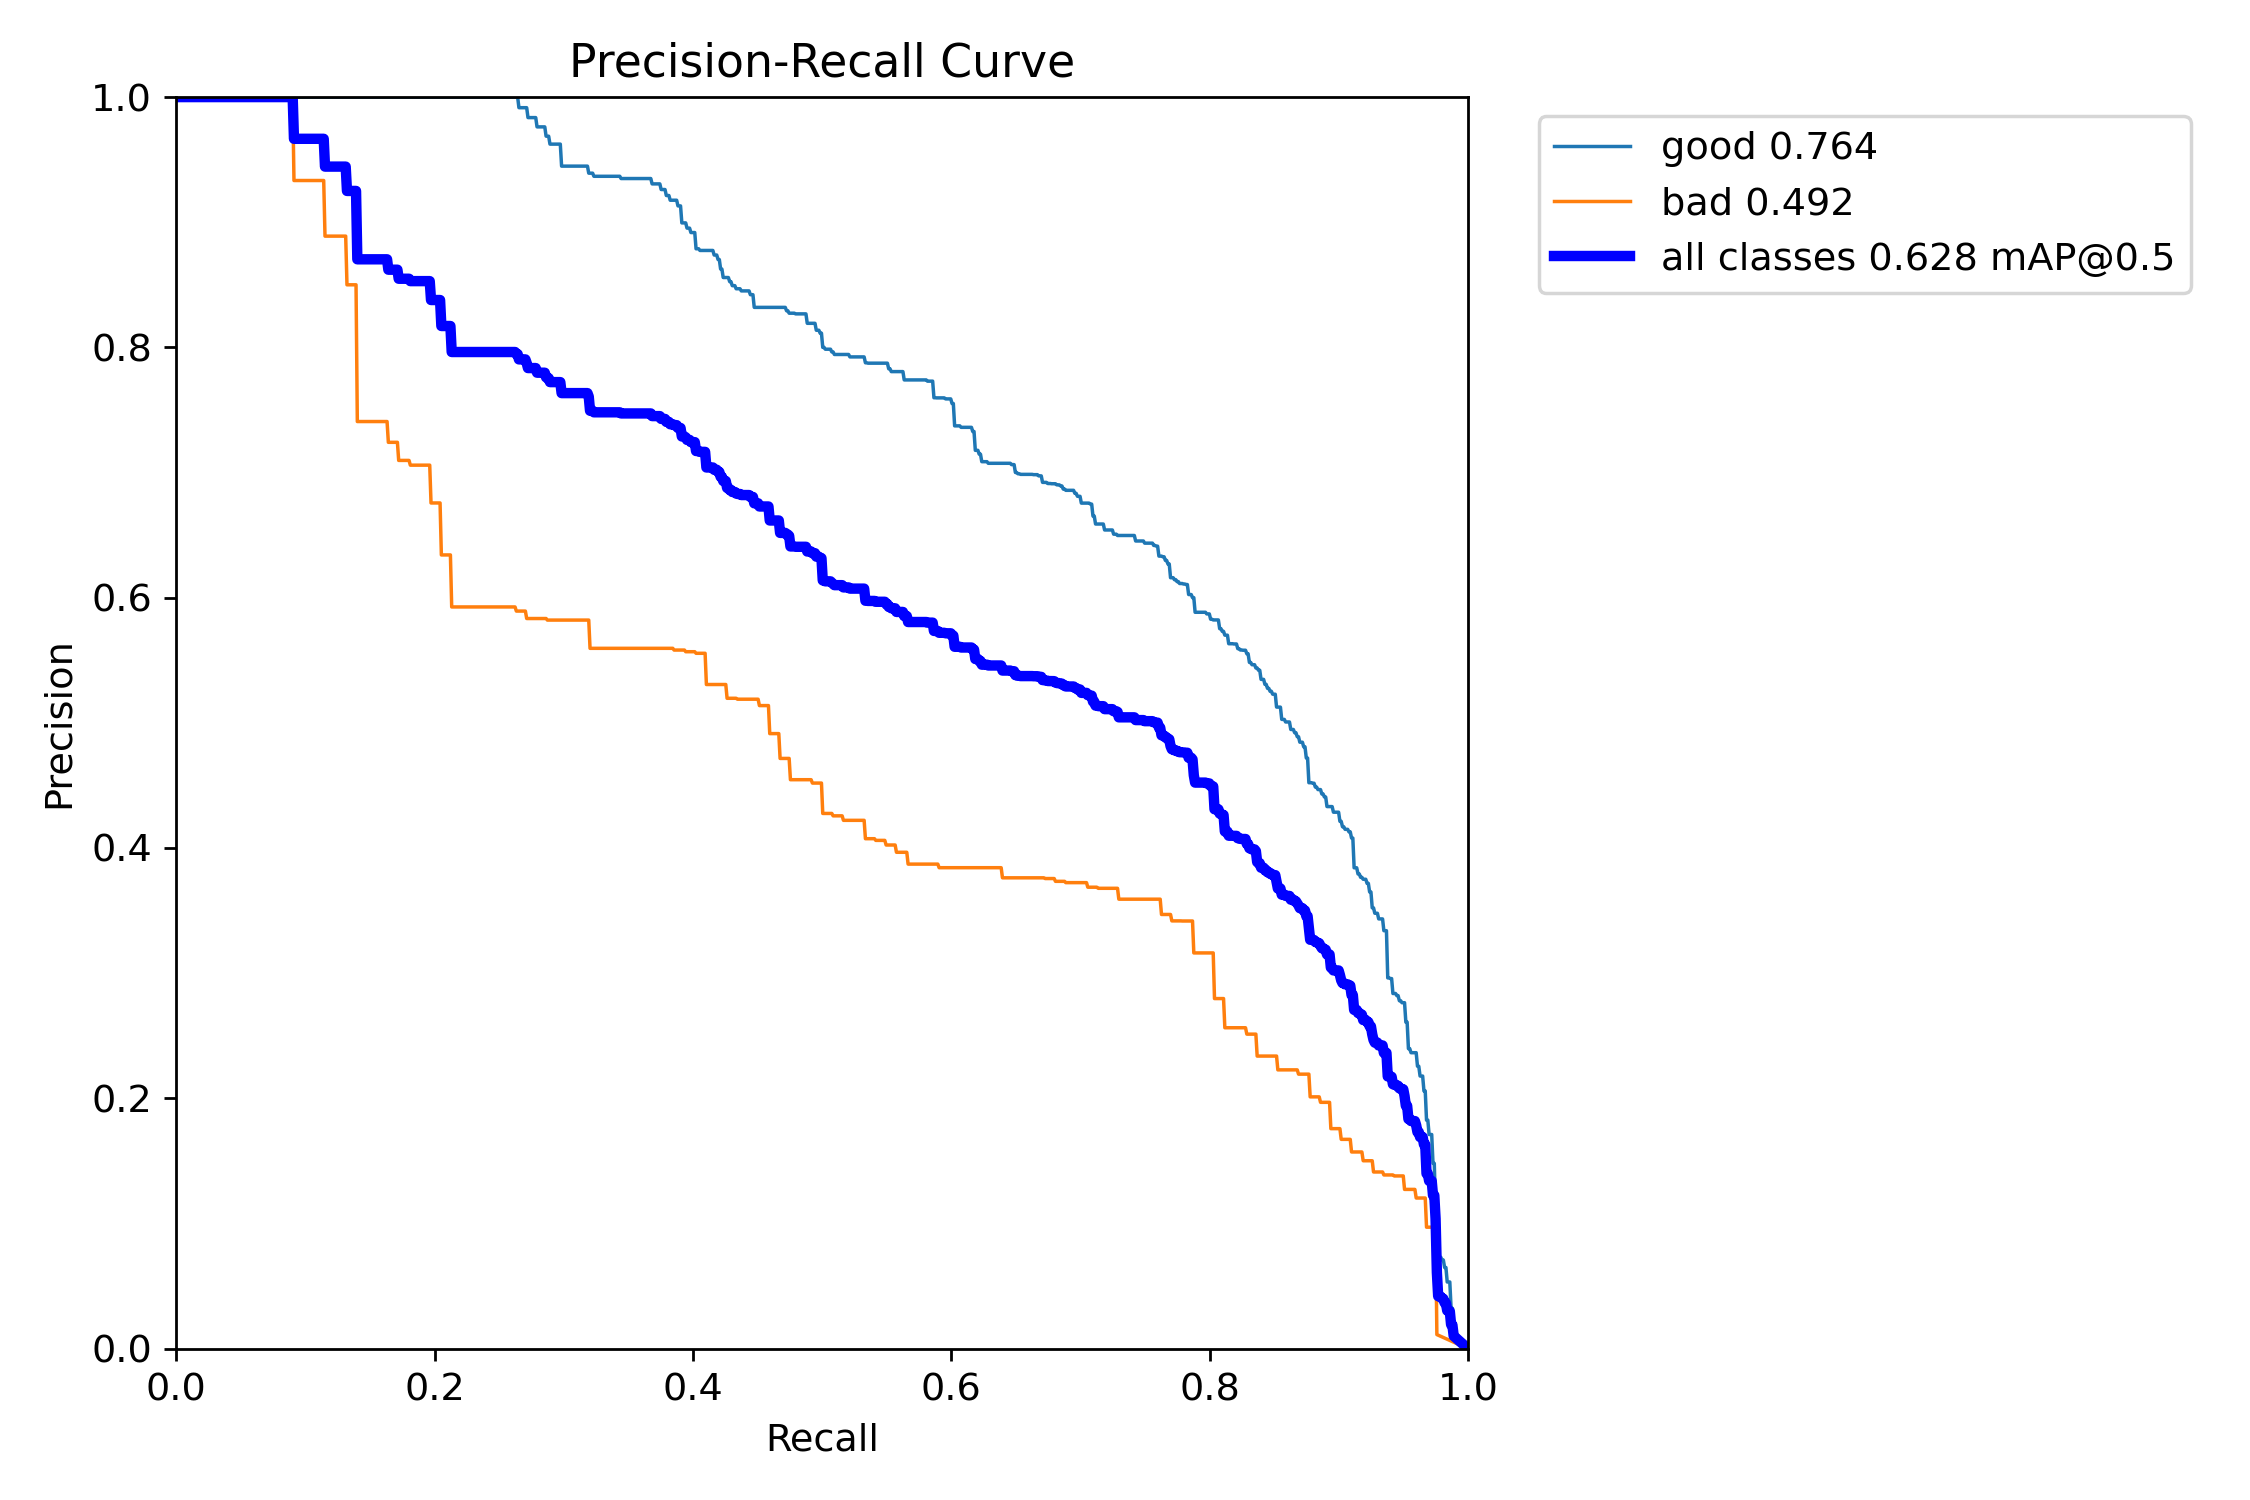 Precision-Recall Curve
1.0
0.8
0.6
0.4
0.2
0.0
Precision
0.0 0.2 0.4 0.6 0.8 1.0
Recall
good 0.764
bad 0.492
all classes 0.628 mAP@0.5